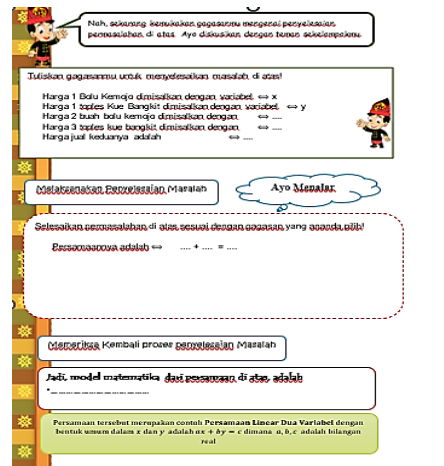 Nah, sekarang kemukakan gagasanmu mengenai penyelesaian
permasalahan di atas. Ayo diskusikan dengan teman sekelompokmu.
Tuliskan gagasanmu untuk menyelesaikan masalah di atas!
Harga 1 Bolu Kemojo dimisalkan dengan variabel ⇔ x
Harga 1 toples Kue Bangkit dimisalkan dengan variabel ⇔ y
Harga 2 buah bolu kemojo dimisalkan dengan ⇔ ....
Harga 3 toples kue bangkit dimisalkan dengan ⇔ ....
Harga jual keduanya adalah ⇔ ....
Melaksanakan Penyelesaian Masalah
Ayo Menalar
Selesaikan permasalahan di atas sesuai dengan gagasan yang ananda pilih!
Persamaannya adalah ⇔ .... + .... = ....
Memeriksa Kembali proses penyelesaian Masalah
Jadi, model matematika dari persamaan di atas adalah
"..............................
Persamaan tersebut merupakan contoh Persamaan Linear Dua Variabel dengan
bentuk umum dalam x dan y adalah ax + by = c dimana a, b, c adalah bilangan
real